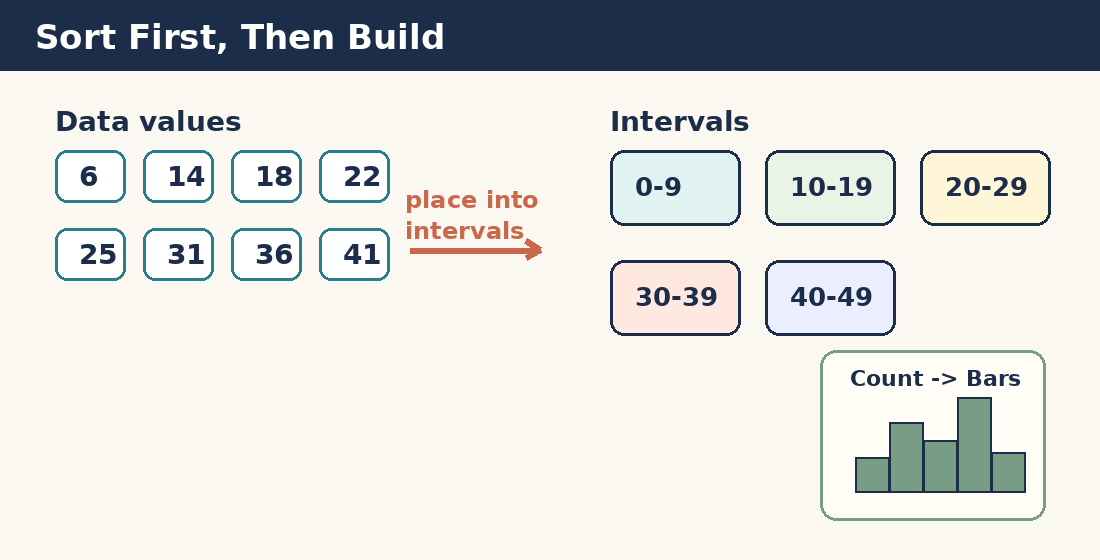 Sort First, Then Build
Data values
6 14 18 22
25 31 36 41
place into
intervals
Intervals
0-9 10-19 20-29
30-39 40-49
Count -> Bars